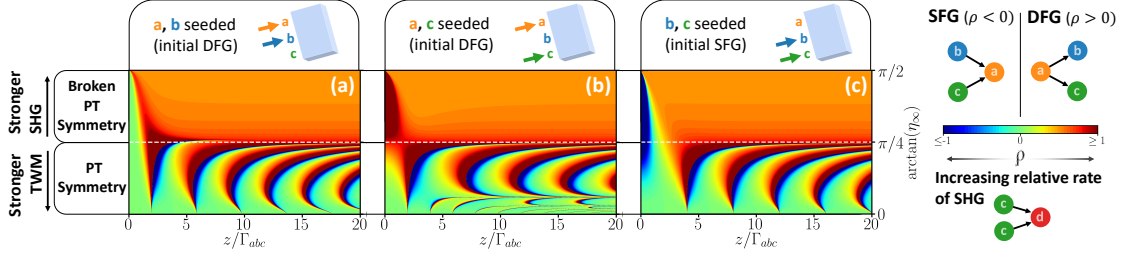 a, b seeded
(initial DFG)
a
b
c
a, c seeded
(initial DFG)
a
c
b, c seeded
(initial SFG)
b
c
SFG (ρ < 0)
DFG (ρ > 0)
b
c
a
a
b
c
Stronger
SHG
Broken
PT
Symmetry
Stronger
TWM
PT
Symmetry
(a)
(b)
(c)
π/2
π/4
0
arctan(η∞)
0 5 10 15 20
z/Γabc
0 5 10 15 20
z/Γabc
0 5 10 15 20
z/Γabc
≤-1 0 ≥1
ρ
Increasing relative rate
of SHG
c
c
d